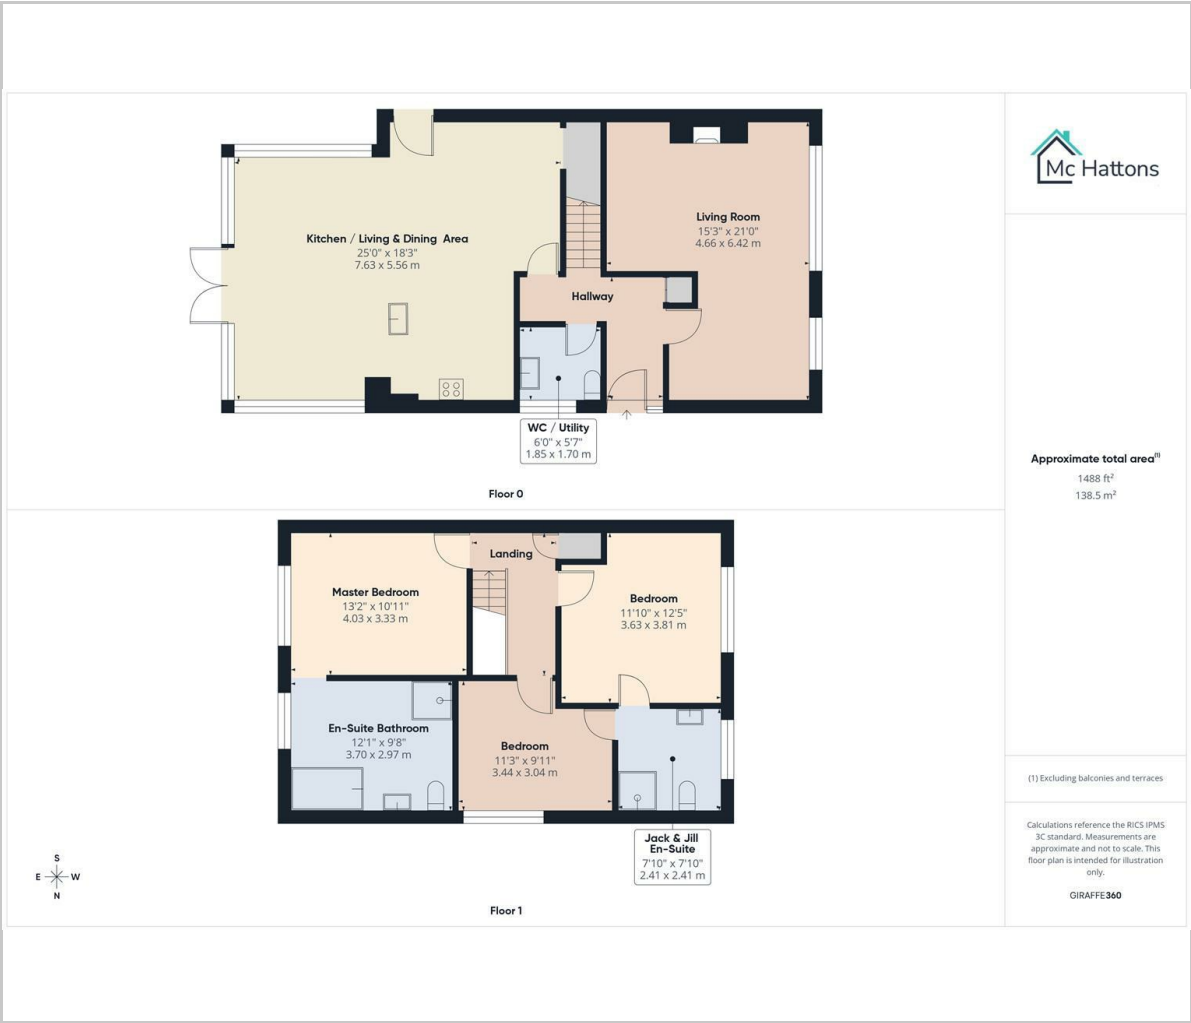 Kitchen / Living & Dining Area
25'0" x 18'3"
7.63 x 5.56 m
Living Room
15'3" x 21'0"
4.66 x 6.42 m
Hallway
WC / Utility
6'0" x 5'7"
1.85 x 1.70 m
Floor 0
Landing
Master Bedroom
13'2" x 10'11"
4.03 x 3.33 m
Bedroom
11'10" x 12'5"
3.63 x 3.81 m
En-Suite Bathroom
12'1" x 9'8"
3.70 x 2.97 m
Bedroom
11'3" x 9'11"
3.44 x 3.04 m
Jack & Jill
En-Suite
7'10" x 7'10"
2.41 x 2.41 m
S
E W
N
Floor 1
Mc Hattons
Approximate total area(1)
1488 ft²
138.5 m²
(1) Excluding balconies and terraces
Calculations reference the RICS IPMS
3C standard. Measurements are
approximate and not to scale. This
floor plan is intended for illustration
only.
GIRAFFE360